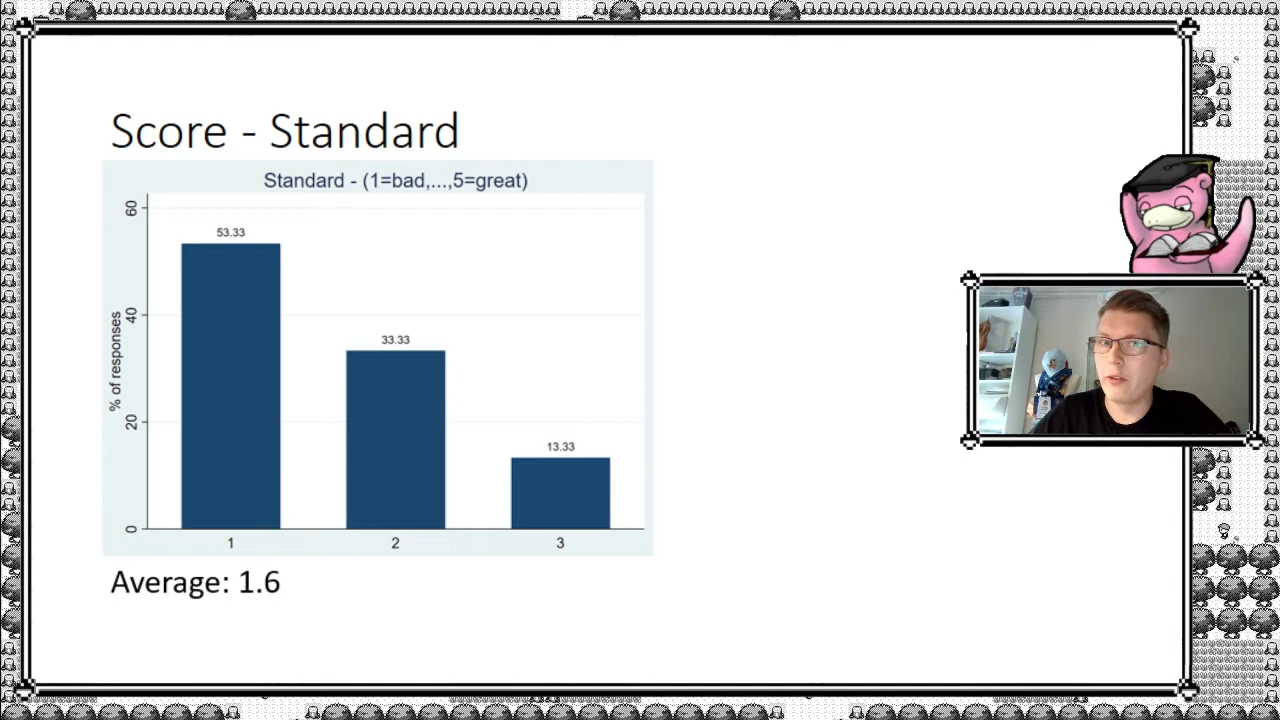 Score - Standard
Standard - (1=bad,...,5=great)
% of responses
60
40
20
0
53.33
33.33
13.33
1
2
3
Average: 1.6